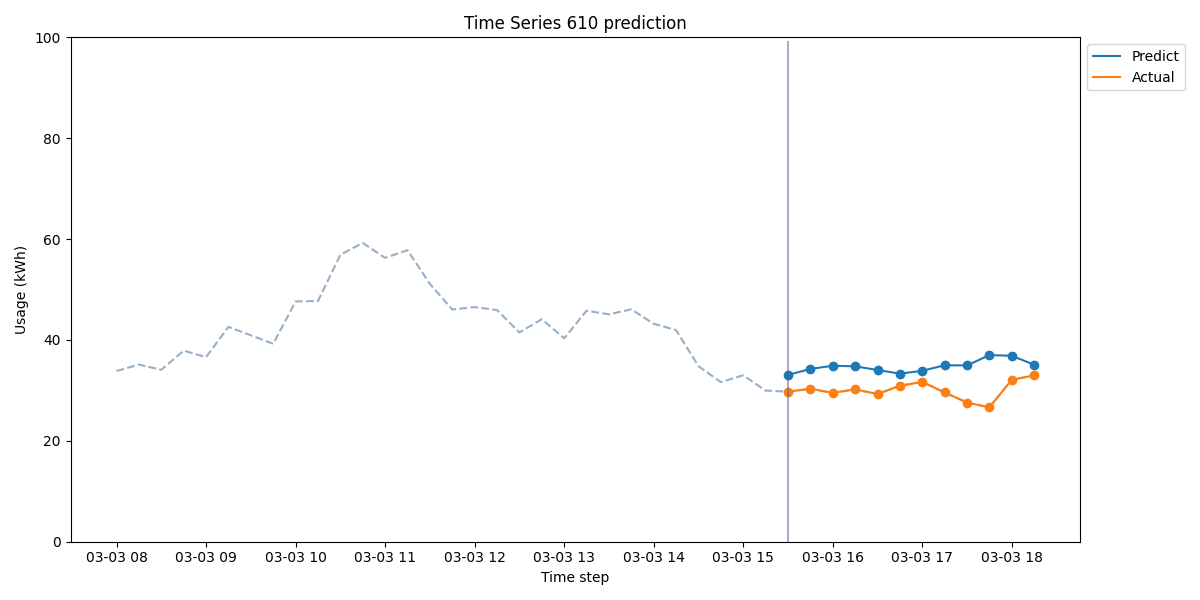 Time Series 610 prediction
Predict
Actual
Usage (kWh)
100
80
60
40
20
0
03-03 08 03-03 09 03-03 10 03-03 11 03-03 12 03-03 13 03-03 14 03-03 15 03-03 16 03-03 17 03-03 18
Time step